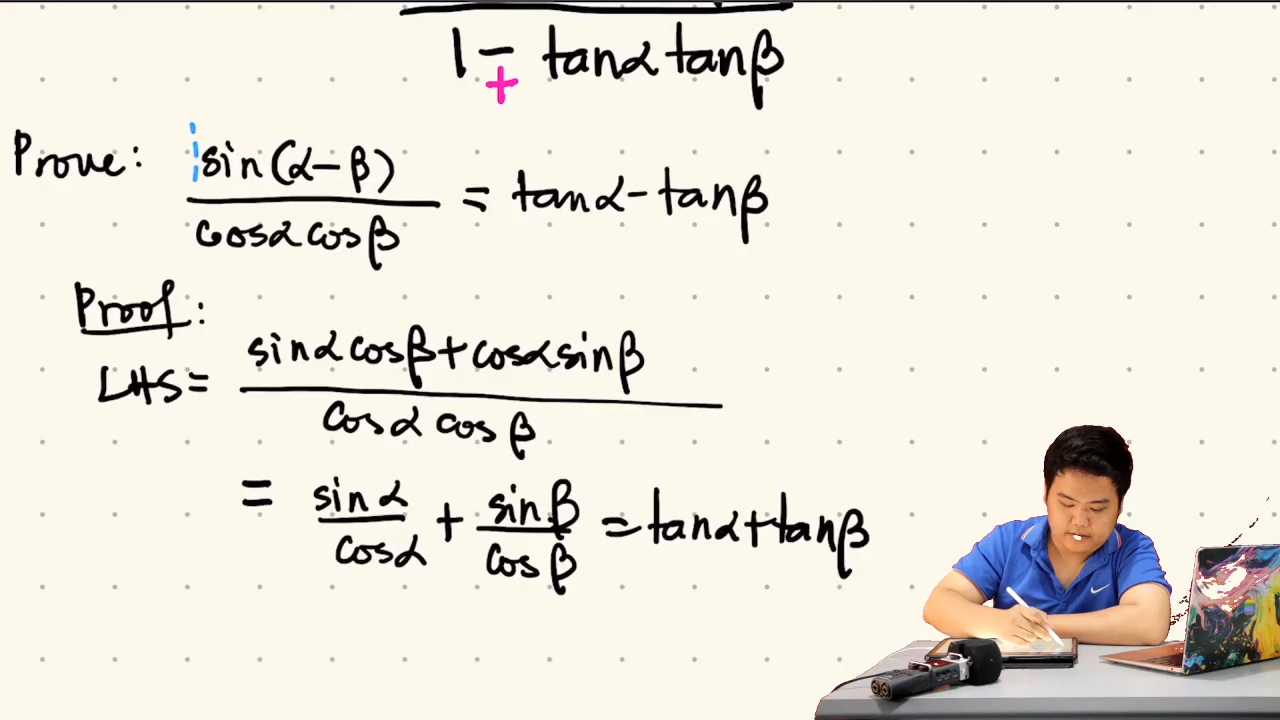 1 - tanα tanβ
+
Prove: sin(α-β) / cosα cosβ = tanα - tanβ
Proof:
LHS = sinα cosβ + cosα sinβ / cosα cosβ
= sinα / cosα + sinβ / cosβ = tanα + tanβ